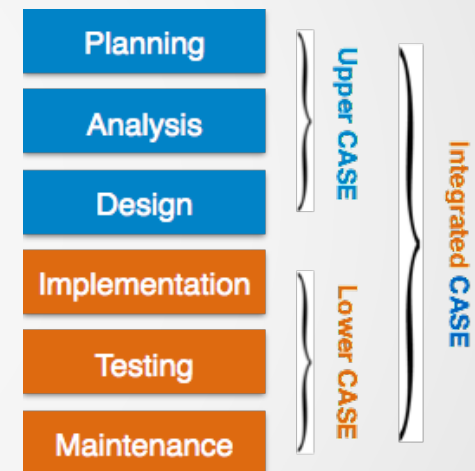 Planning
Analysis
Design
Implementation
Testing
Maintenance
Upper CASE
Lower CASE
Integrated CASE